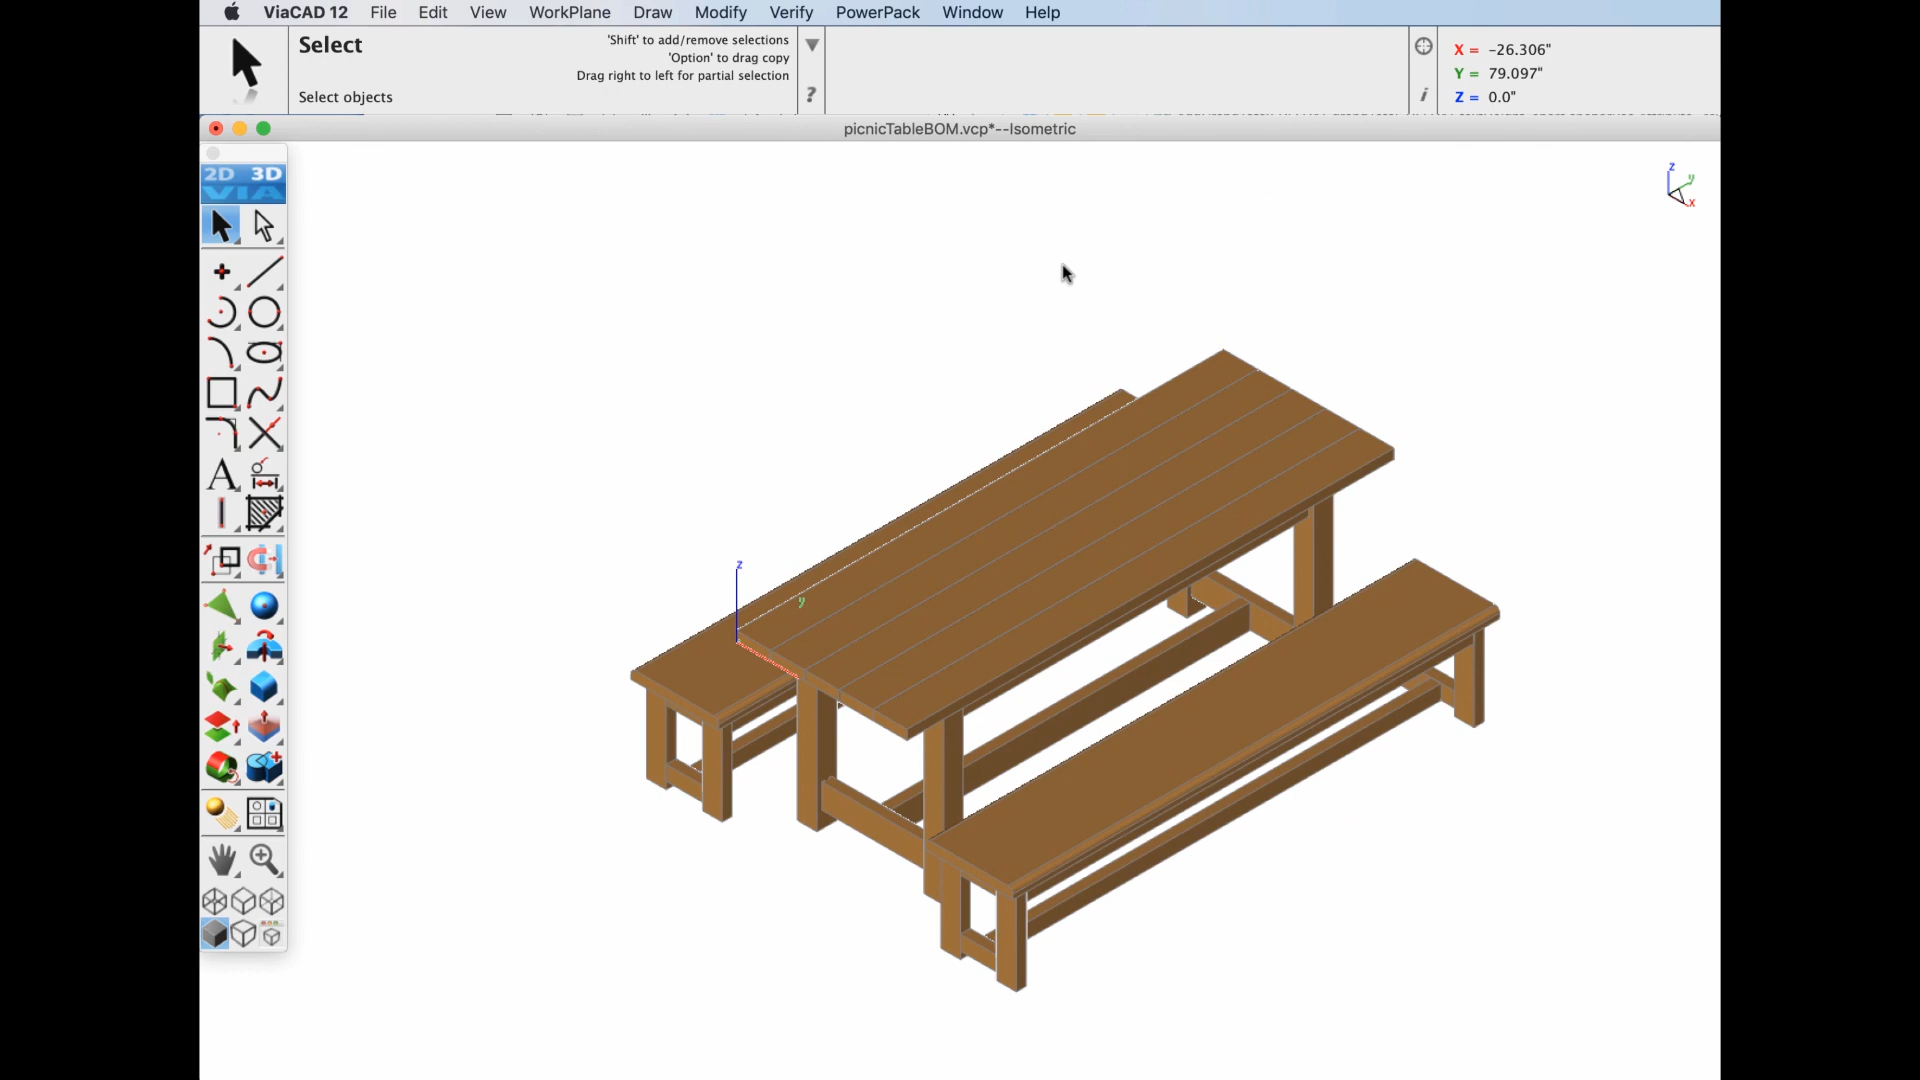 ViaCAD 12 File Edit View WorkPlane Draw Modify Verify PowerPack Window Help
Select
'Shift' to add/remove selections
'Option' to drag copy
Drag right to left for partial selection
Select objects
?
i
X = -26.306"
Y = 79.097"
Z = 0.0"
picnicTableBOM.vcp*--Isometric
2D 3D
VIA
A
z
y
x
z
y